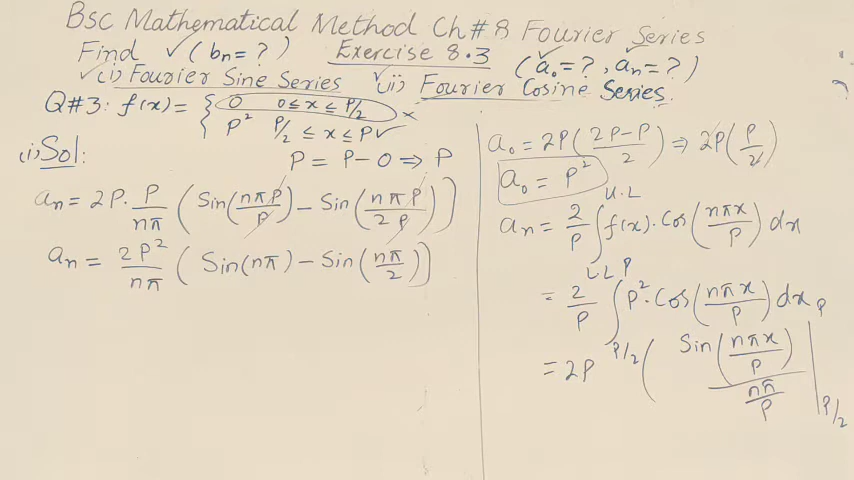 Bsc Mathematical Method Ch#8 Fourier Series
Find ✓(bn=?) Exercise 8.3 (a₀=?, aₙ=?)
✓(i) Fourier Sine Series ✓(ii) Fourier Cosine Series
Q#3: f(x) = { 0 0 ≤ x ≤ P/2 ×
P² P/2 ≤ x ≤ P ✓
(i) Sol:
P = P - 0 ⇒ P
aₙ = 2P · P/nπ (Sin(nπP/P) - Sin(nπP/2P))
aₙ = 2P²/nπ (Sin(nπ) - Sin(nπ/2))
a₀ = 2P((2P-P)/2) ⇒ 2P(P/2)
a₀ = P²
aₙ = 2/P ∫_{L L}^{U.L} f(x) · Cos(nπx/P) dx
= 2/P ∫_{P/2}^{P} P² · Cos(nπx/P) dx
= 2P (Sin(nπx/P) / (nπ/P) |_{P/2}^{P}